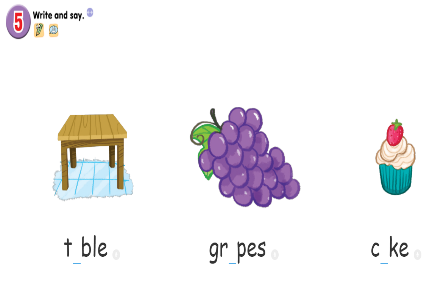 5 Write and say.
t_ble gr_pes c_ke